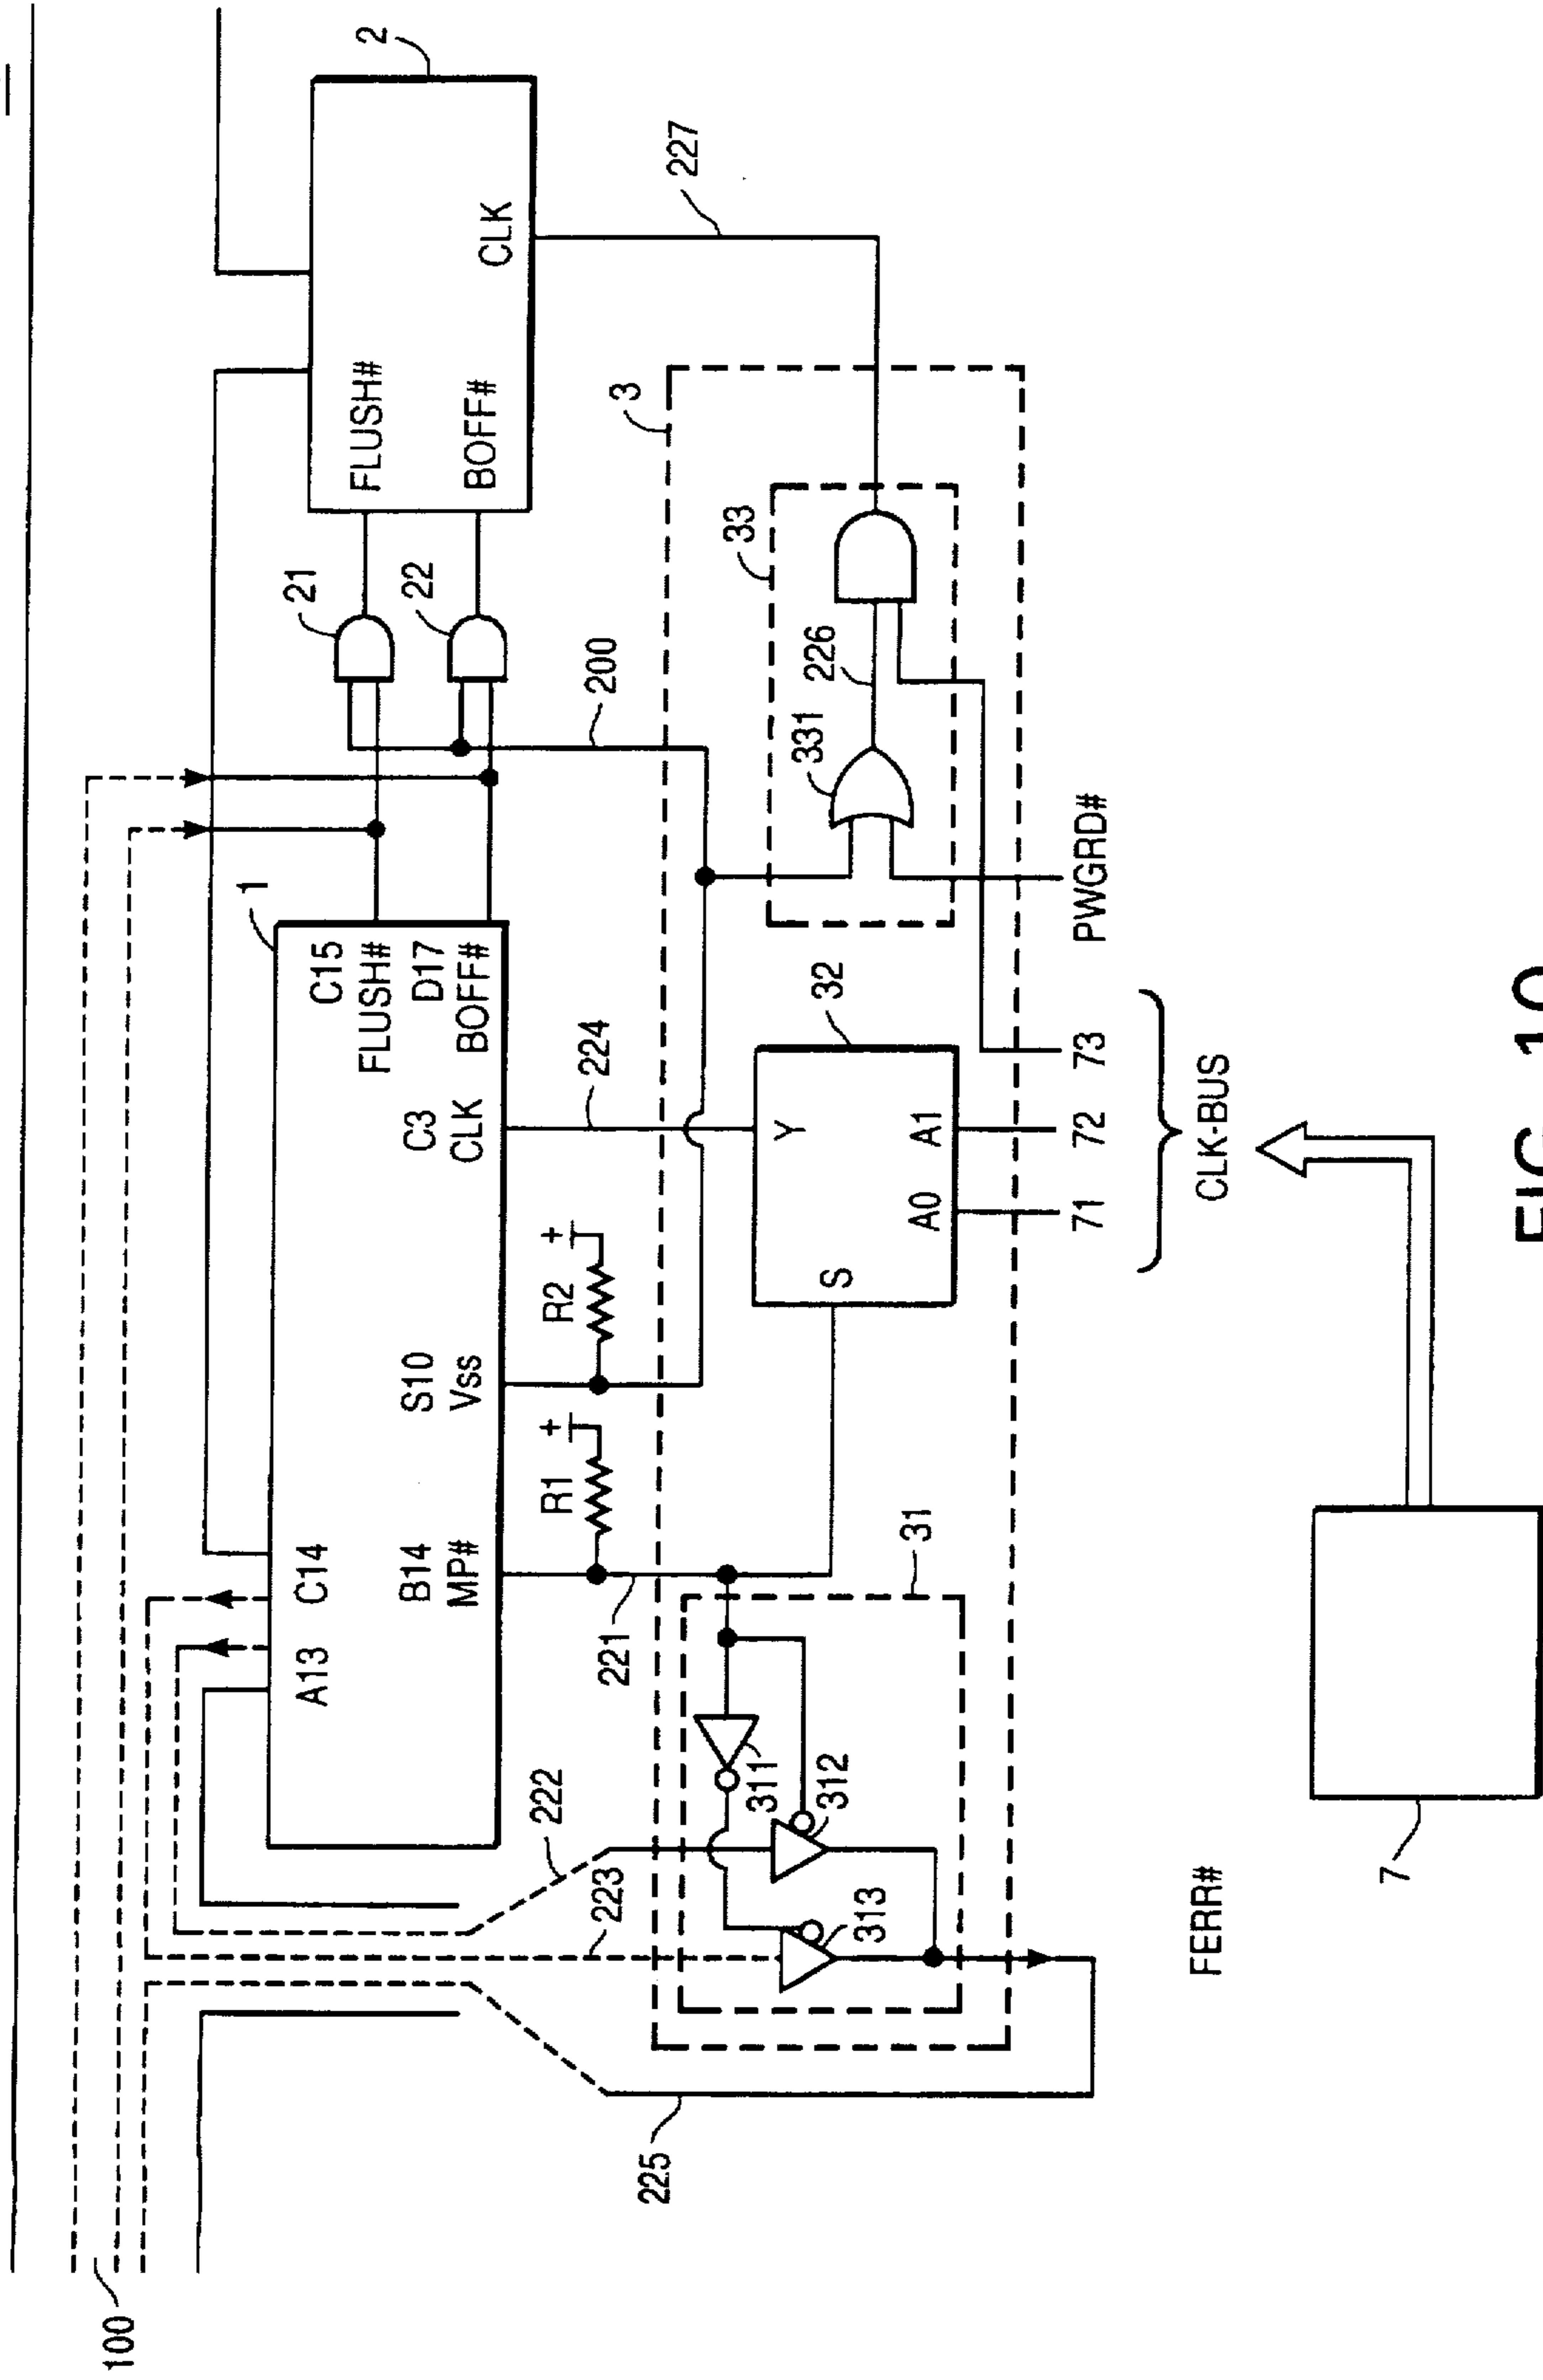 100
2
1
C15
FLUSH#
D17
BOFF#
C3
CLK
S10
Vss
B14
MP#
A13
C14
FLUSH#
BOFF#
CLK
21
22
200
227
3
33
331
226
224
R2
+
R1
+
221
222
223
225
31
311
312
313
32
Y
S
A0
A1
71
72
73
PWGRD#
CLK-BUS
FERR#
7